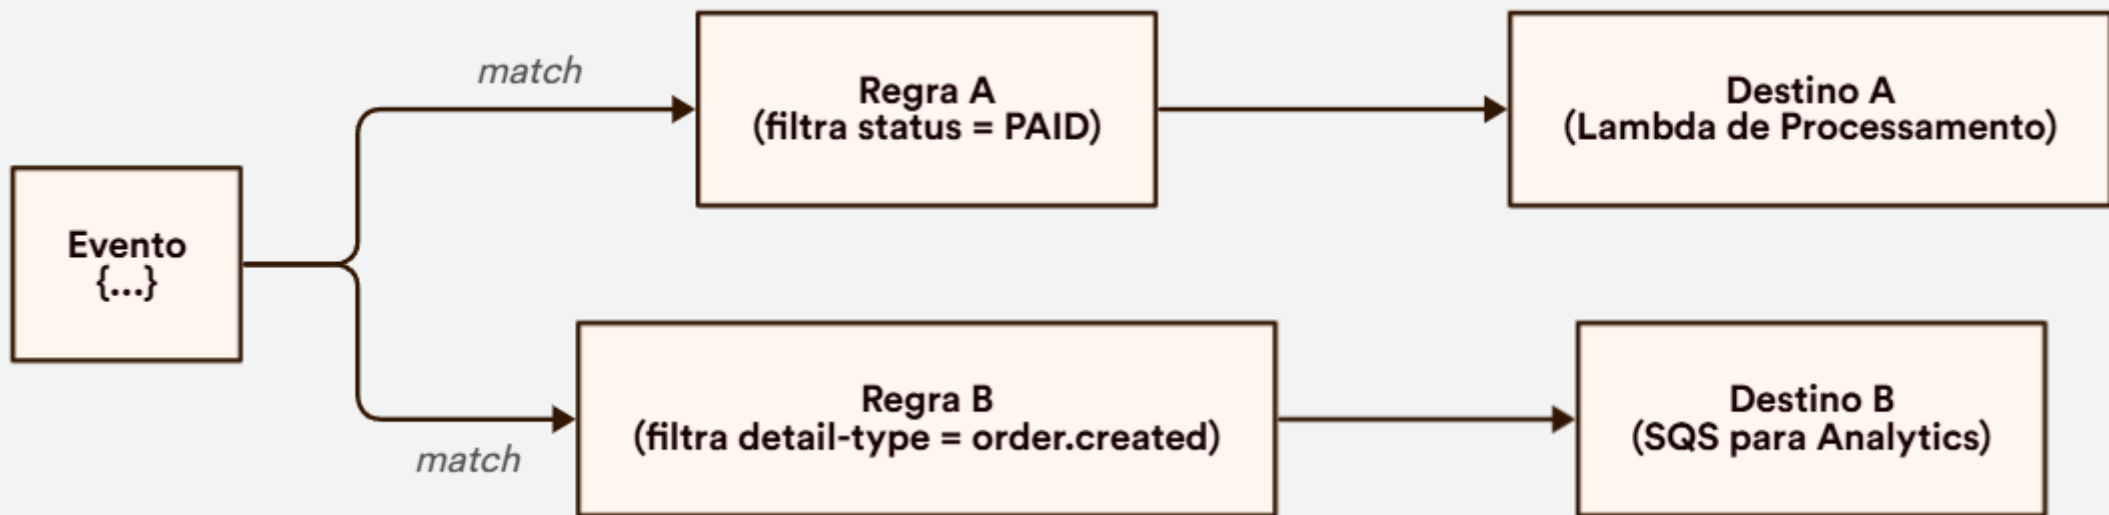 match
Regra A
(filtra status = PAID)
Destino A
(Lambda de Processamento)
Evento
{...}
Regra B
(filtra detail-type = order.created)
Destino B
(SQS para Analytics)
match